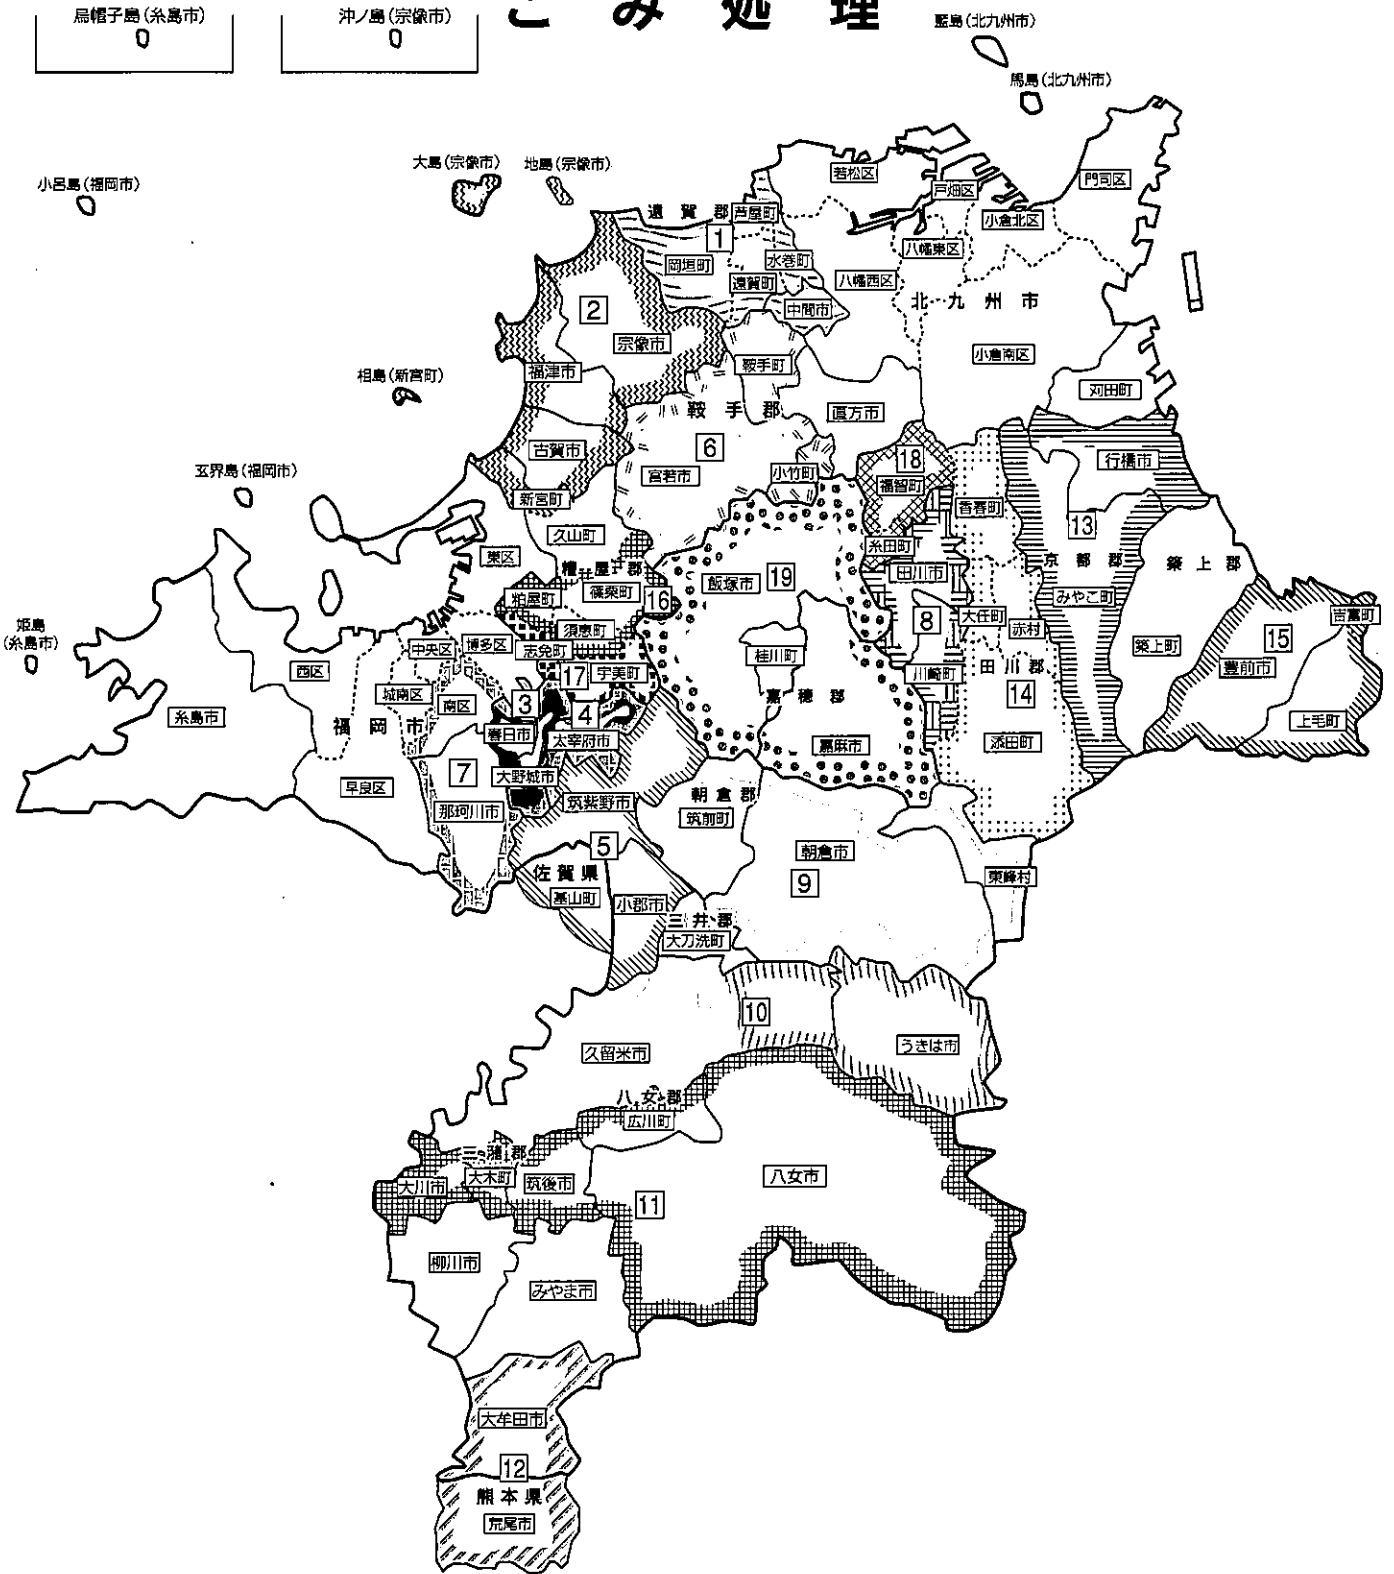 ごみ処理
烏帽子島(糸島市)
沖ノ島(宗像市)
藍島(北九州市)
馬島(北九州市)
大島(宗像市)
地島(宗像市)
小呂島(福岡市)
若松区
戸畑区
門司区
小倉北区
遠賀郡
芦屋町
1
岡垣町
水巻町
遠賀町
八幡東区
八幡西区
中間市
北九州市
2
宗像市
小倉南区
鞍手町
福津市
相島(新宮町)
苅田町
鞍手郡
直方市
古賀市
6
18
行橋市
宮若市
小竹町
福智町
玄界島(福岡市)
新宮町
香春町
13
久山町
東区
糸田町
京都郡
築上郡
糟屋郡
飯塚市
19
田川市
篠栗町
粕屋町
16
みやこ町
吉富町
姫島
(糸島市)
須恵町
8
大任町
赤村
15
中央区
博多区
志免町
築上町
桂川町
田川郡
豊前市
西区
17
宇美町
川崎町
城南区
14
南区
3
嘉穂郡
糸島市
福岡市
4
上毛町
春日市
太宰府市
嘉麻市
添田町
7
大野城市
早良区
朝倉郡
那珂川市
筑紫野市
筑前町
5
朝倉市
佐賀県
東峰村
9
基山町
小郡市
三井郡
大刀洗町
10
久留米市
うきは市
八女郡
広川町
三潴郡
大木町
大川市
筑後市
八女市
11
柳川市
みやま市
大牟田市
12
熊本県
荒尾市